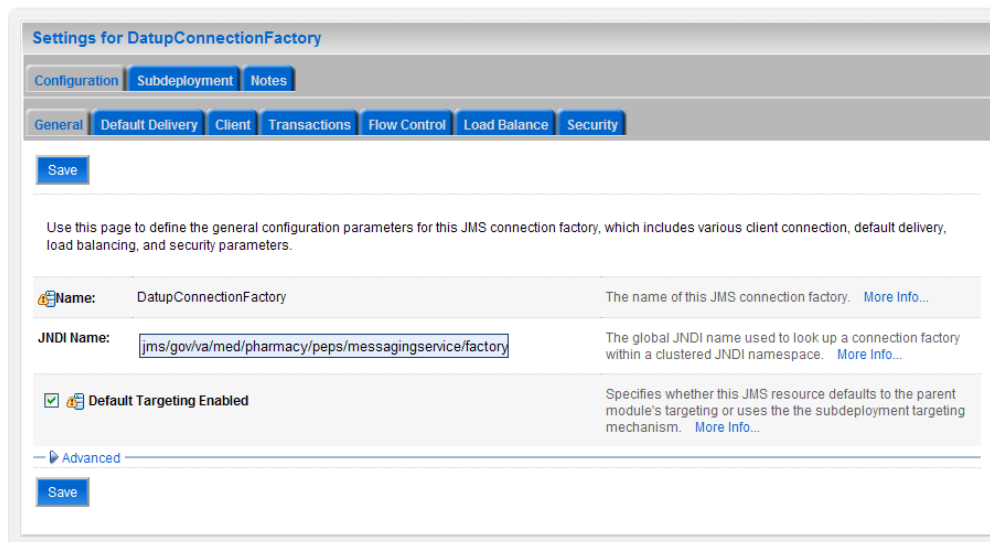 Settings for DatupConnectionFactory
Configuration Subdeployment Notes
General Default Delivery Client Transactions Flow Control Load Balance Security
Save
Use this page to define the general configuration parameters for this JMS connection factory, which includes various client connection, default delivery,
load balancing, and security parameters.
Name: DatupConnectionFactory The name of this JMS connection factory. More Info...
JNDI Name: jms/gov/va/med/pharmacy/peps/messagingservice/factory The global JNDI name used to look up a connection factory
within a clustered JNDI namespace. More Info...
Default Targeting Enabled Specifies whether this JMS resource defaults to the parent
module's targeting or uses the the subdeployment targeting
mechanism. More Info...
Advanced
Save